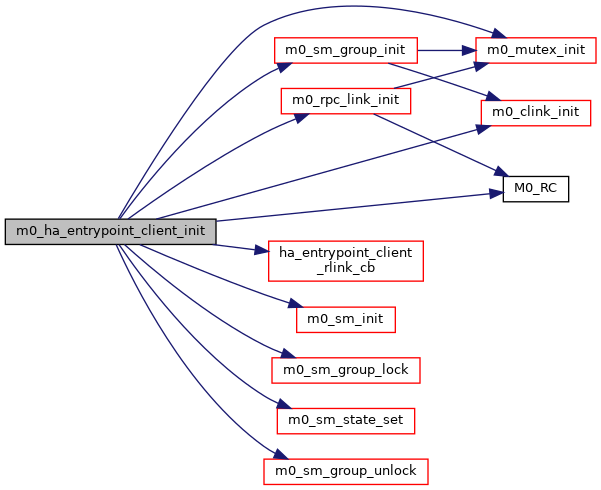 m0_sm_group_init
m0_mutex_init
m0_rpc_link_init
m0_clink_init
M0_RC
m0_ha_entrypoint_client_init
ha_entrypoint_client
_rlink_cb
m0_sm_init
m0_sm_group_lock
m0_sm_state_set
m0_sm_group_unlock